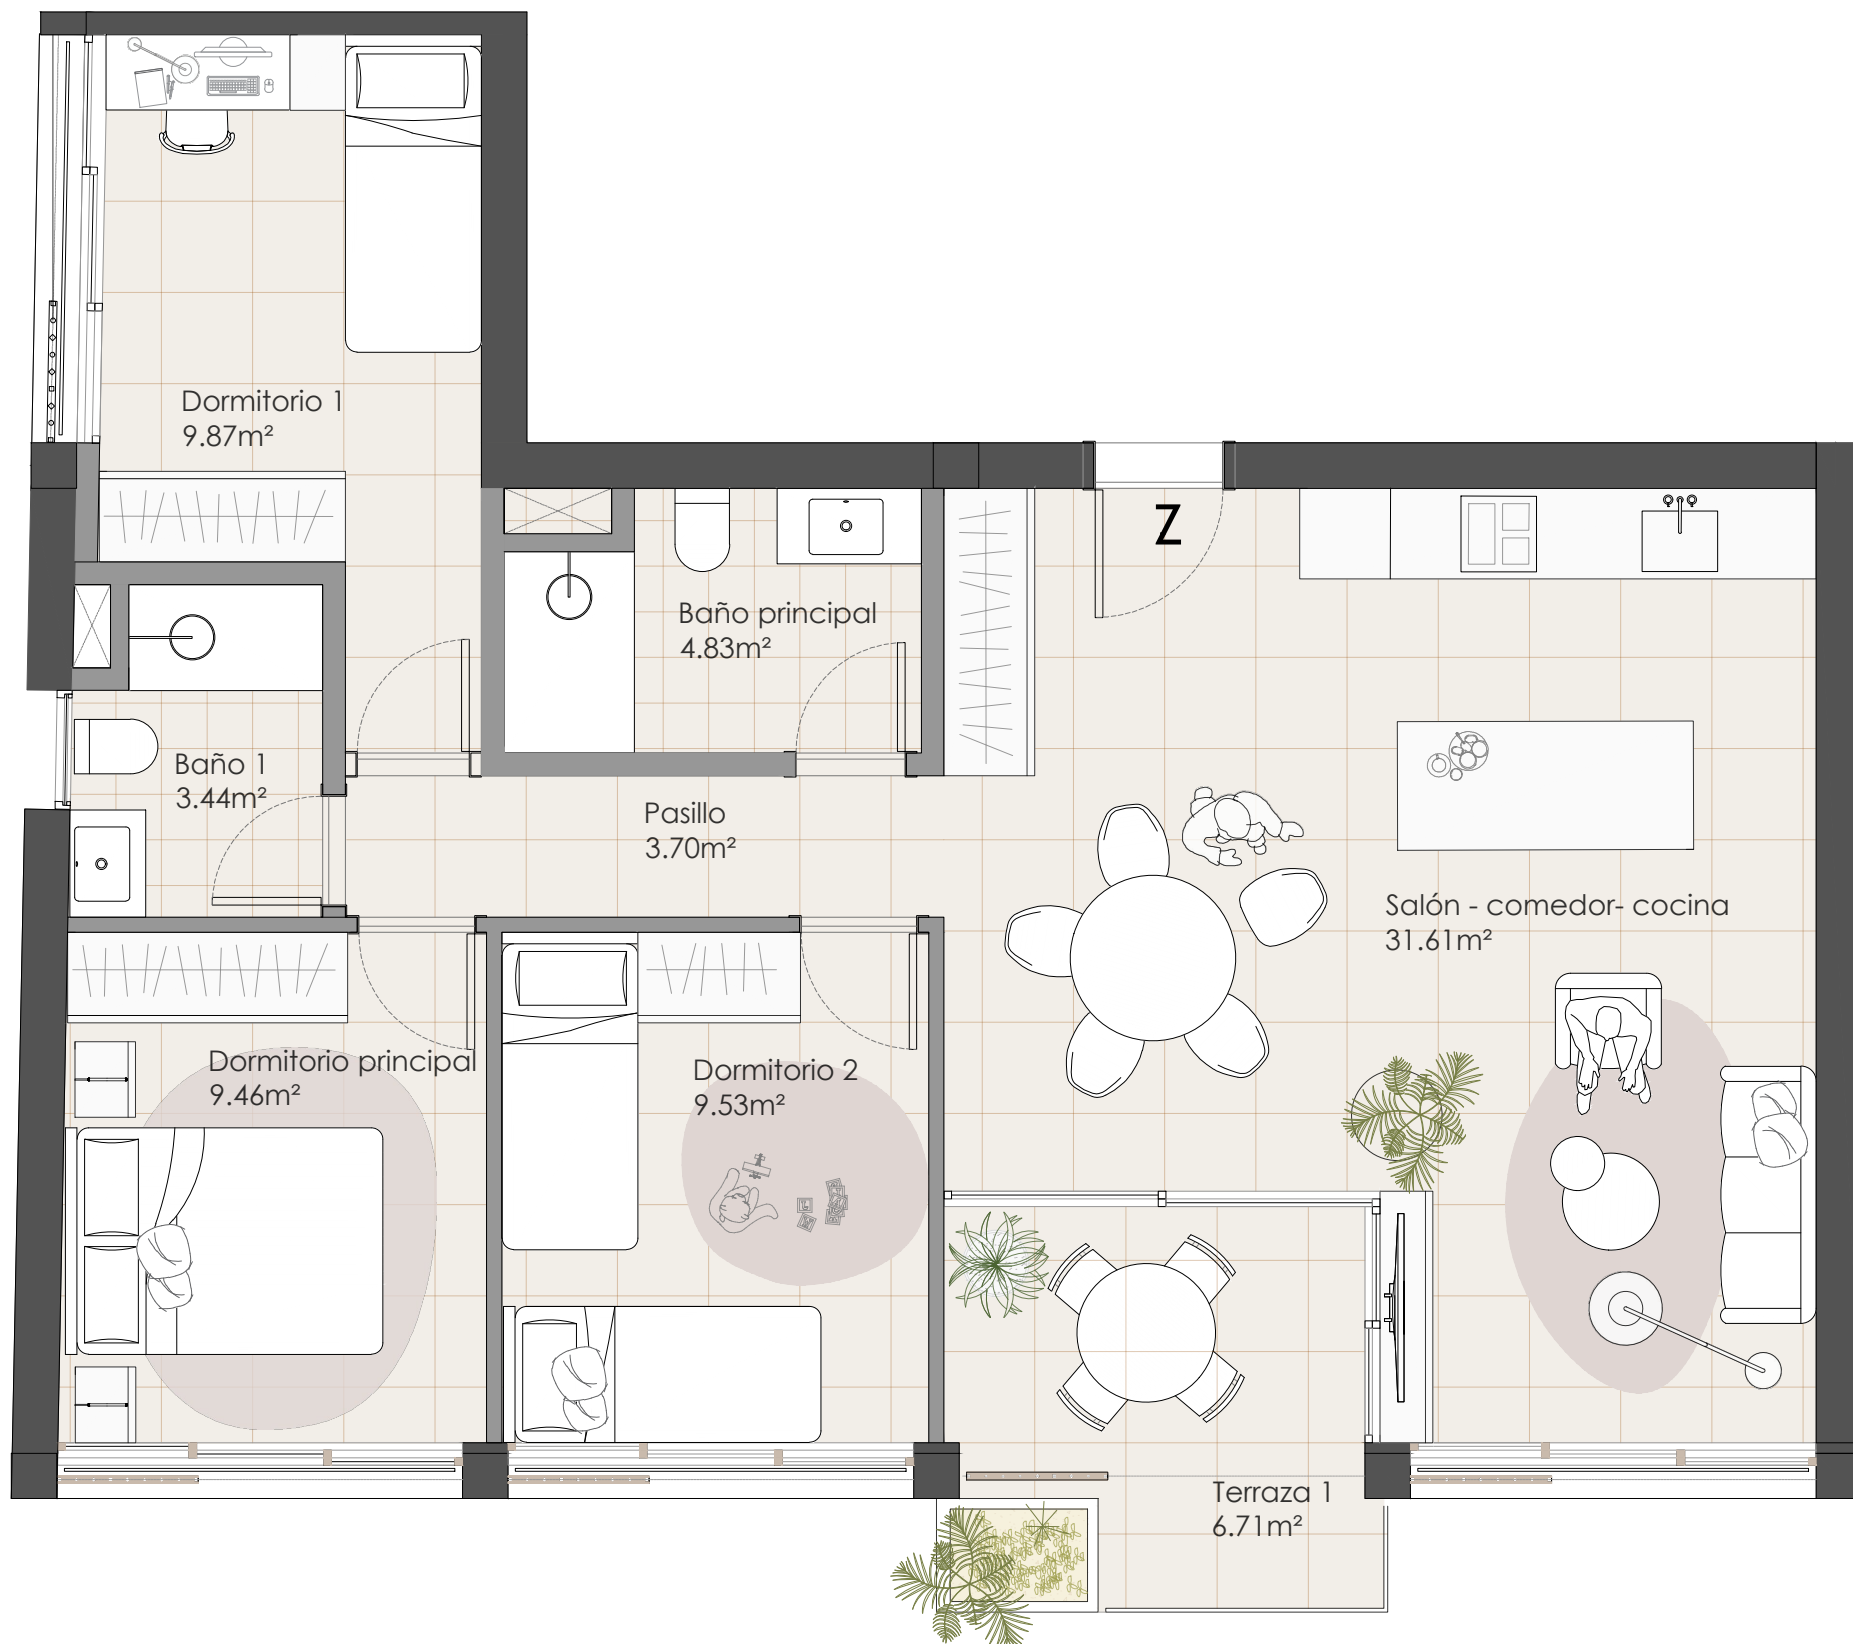 Dormitorio 1
9.87m²
Z
Baño principal
4.83m²
Baño 1
3.44m²
Pasillo
3.70m²
Salón - comedor- cocina
31.61m²
Dormitorio principal
9.46m²
Dormitorio 2
9.53m²
Terraza 1
6.71m²